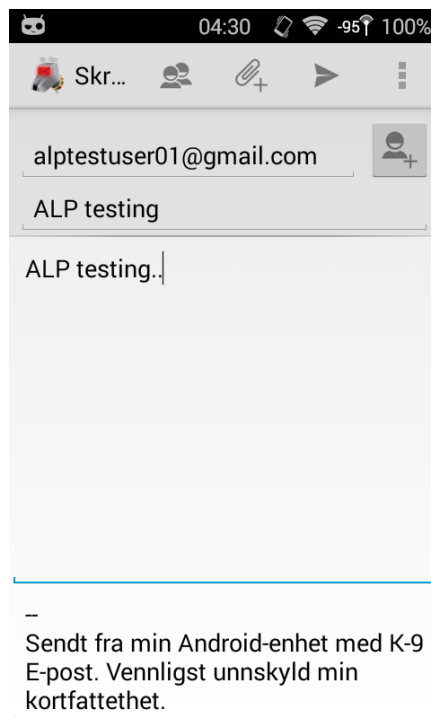 04:30 -95 100%
Skr...
alptestuser01@gmail.com
ALP testing
ALP testing..
--
Sendt fra min Android-enhet med K-9
E-post. Vennligst unnskyld min
kortfattethet.